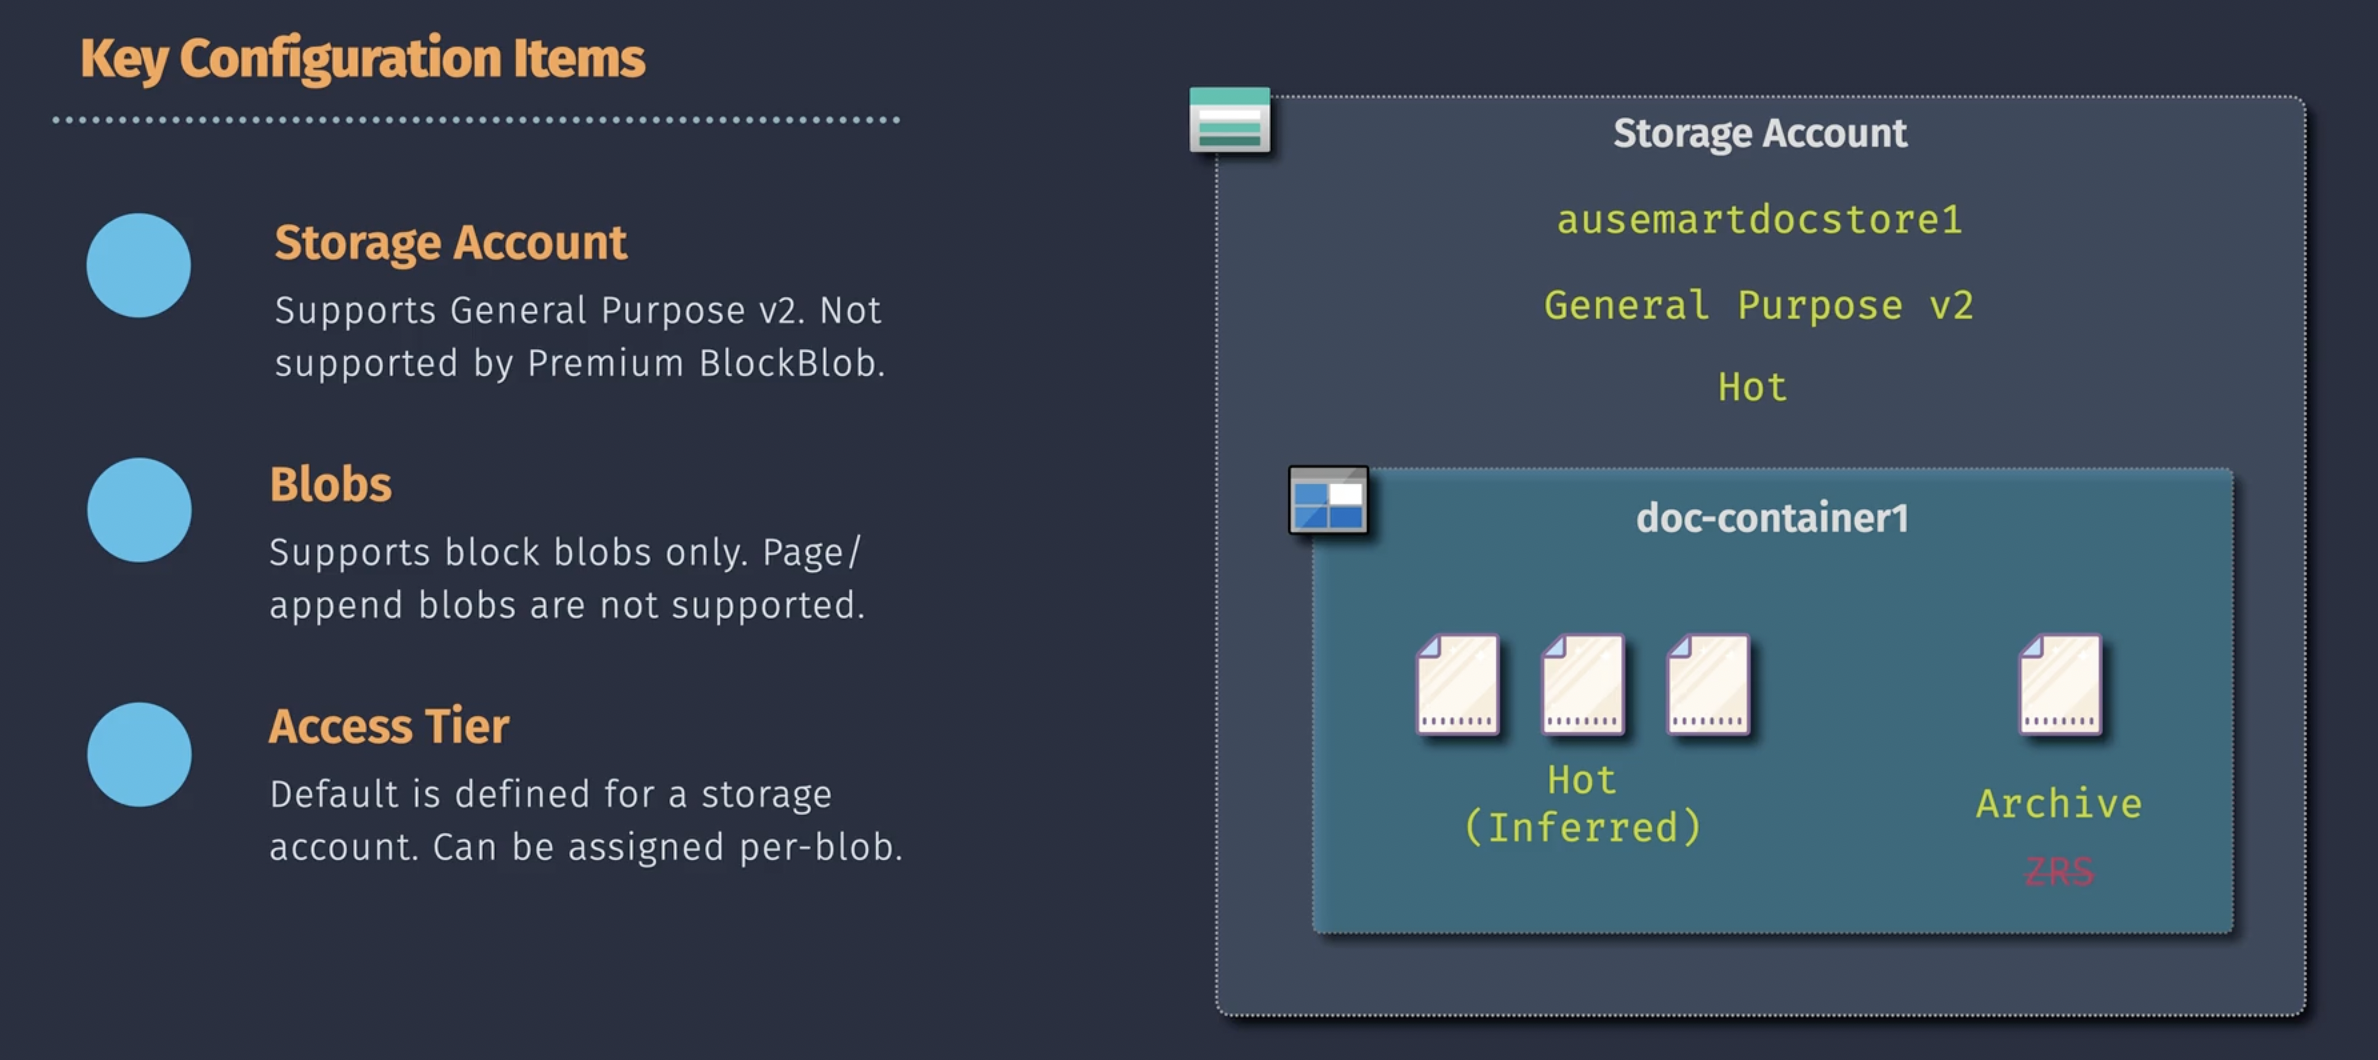 Key Configuration Items
Storage Account
Supports General Purpose v2. Not
supported by Premium BlockBlob.
Blobs
Supports block blobs only. Page/
append blobs are not supported.
Access Tier
Default is defined for a storage
account. Can be assigned per-blob.
Storage Account
ausemartdocstore1
General Purpose v2
Hot
doc-container1
Hot
(Inferred)
Archive
ZRS